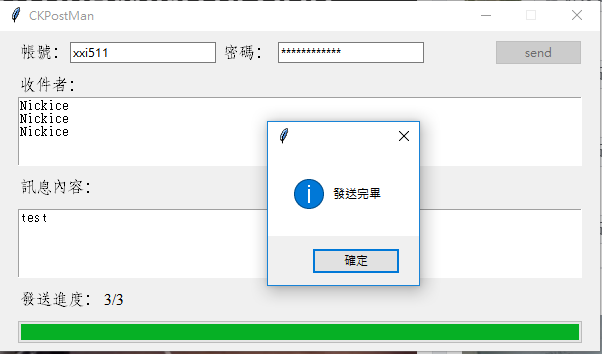 CKPostMan
帳號： xxi511 密碼： ************ send
收件者：
Nickice
Nickice
Nickice
發送完畢
確定
訊息內容：
test
發送進度： 3/3